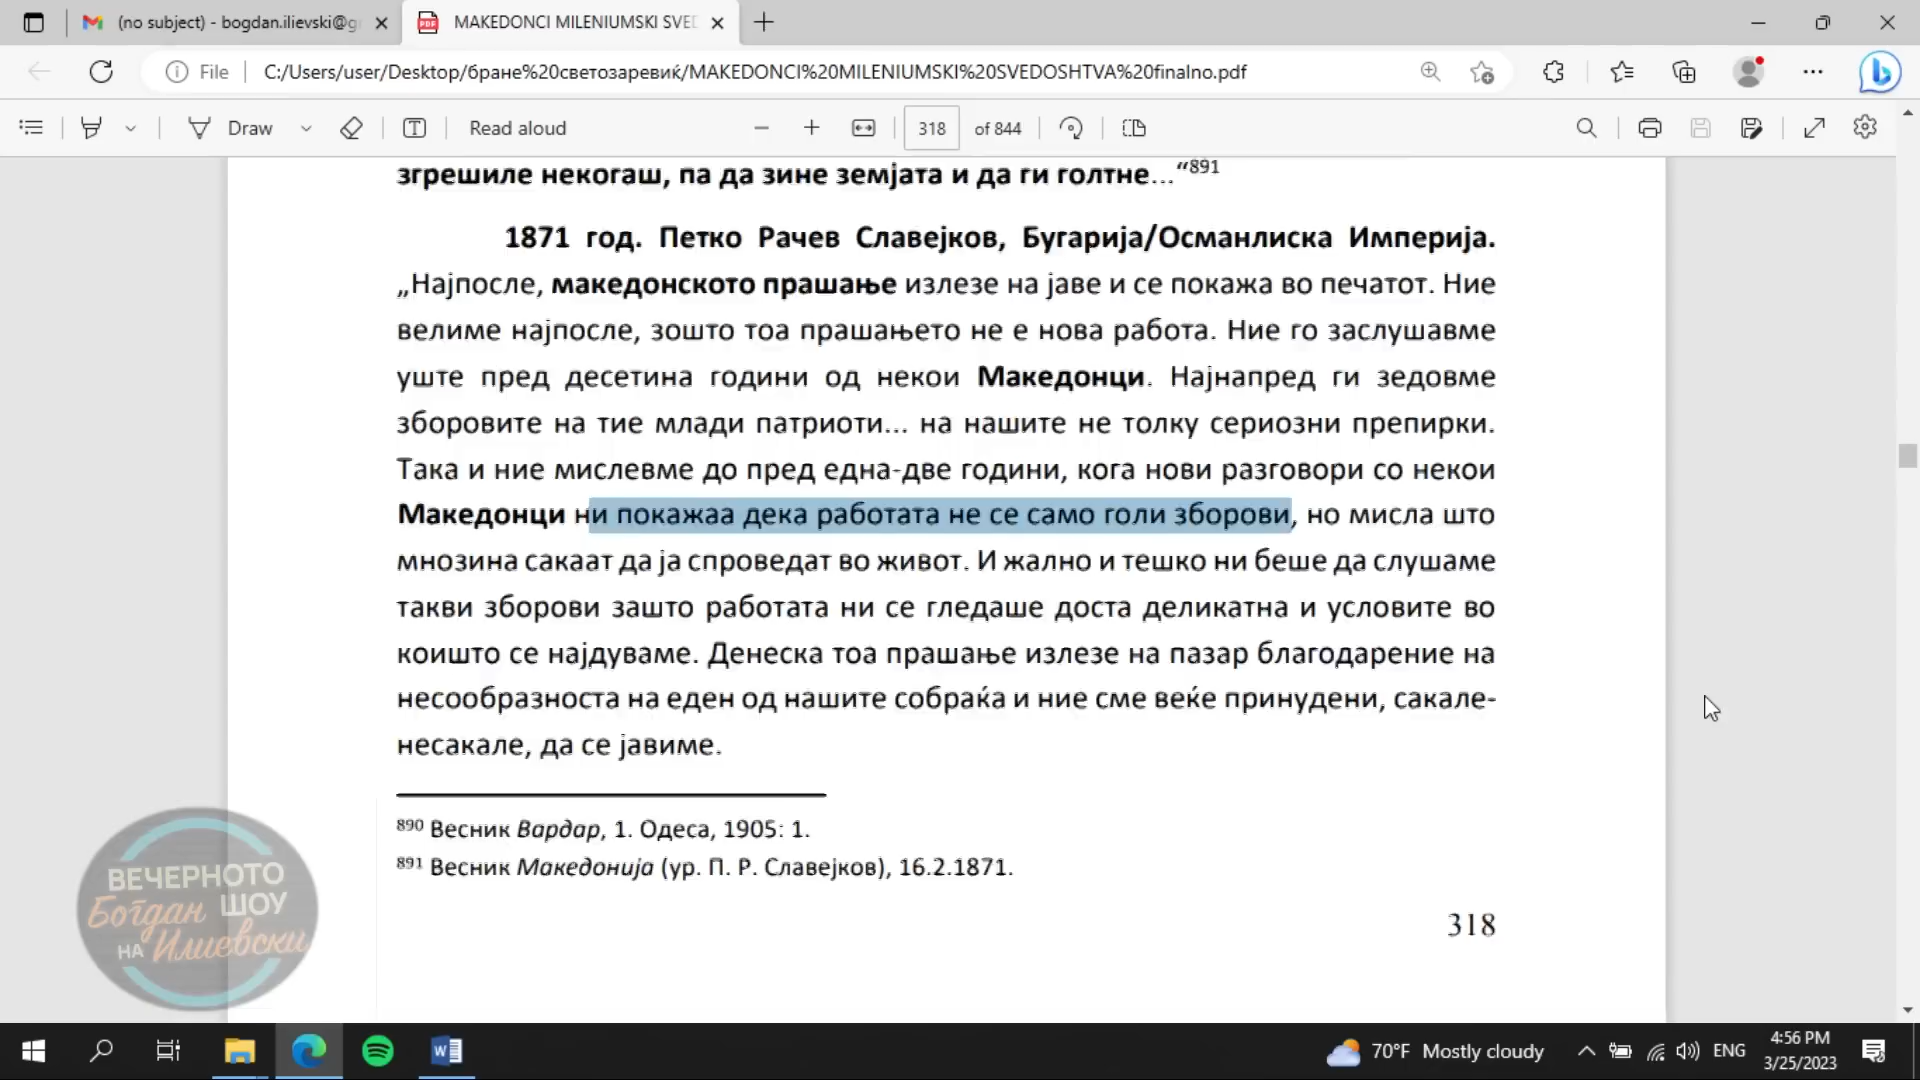 (no subject) - bogdan.ilievski@g
MAKEDONCI MILENIUMSKI SVED
File
C:/Users/user/Desktop/бране%20светозаревиќ/MAKEDONCI%20MILENIUMSKI%20SVEDOSHTVA%20finalno.pdf
Draw
Read aloud
318 of 844
згрешиле некогаш, па да зине земјата и да ги голтне...“891
1871 год. Петко Рачев Славејков, Бугарија/Османлиска Империја.
„Најпосле, македонското прашање излезе на јаве и се покажа во печатот. Ние
велиме најпосле, зошто тоа прашањето не е нова работа. Ние го заслушавме
уште пред десетина години од некои Македонци. Најнапред ги зедовме
зборовите на тие млади патриоти... на нашите не толку сериозни препирки.
Така и ние мислевме до пред една-две години, кога нови разговори со некои
Македонци ни покажаа дека работата не се само голи зборови, но мисла што
мнозина сакаат да ја спроведат во живот. И жално и тешко ни беше да слушаме
такви зборови зашто работата ни се гледаше доста деликатна и условите во
коишто се најдуваме. Денеска тоа прашање излезе на пазар благодарение на
несообразноста на еден од нашите собраќа и ние сме веќе принудени, сакале-
несакале, да се јавиме.
890 Весник Вардар, 1. Одеса, 1905: 1.
891 Весник Македонија (ур. П. Р. Славејков), 16.2.1871.
318
ВЕЧЕРНОТО
ШОУ
НА
Богдан
Илиевски
70°F Mostly cloudy
ENG
4:56 PM
3/25/2023